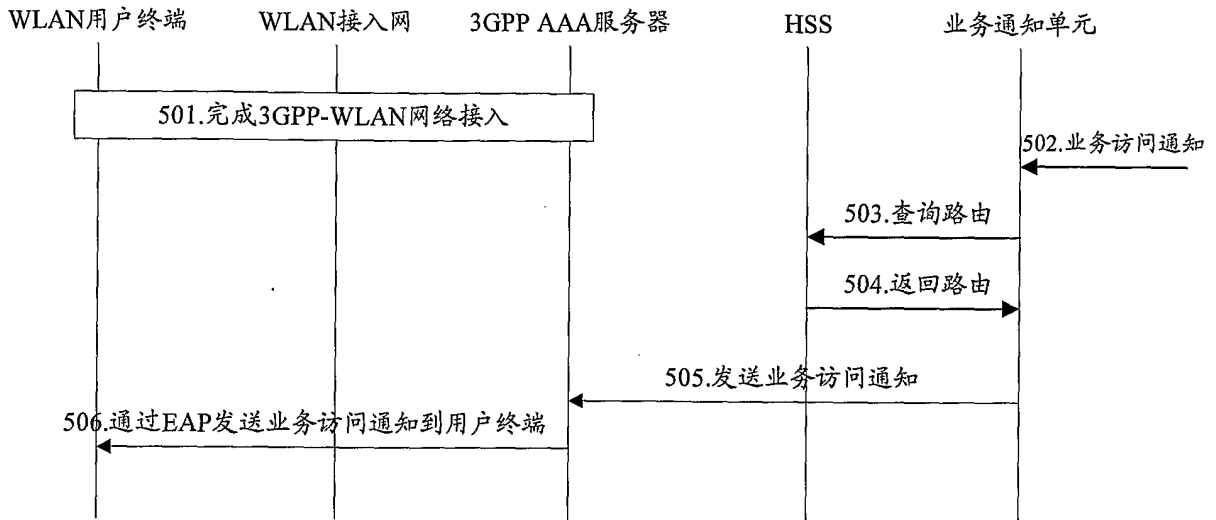 WLAN用户终端
WLAN接入网
3GPP AAA服务器
HSS
业务通知单元
501.完成3GPP-WLAN网络接入
502.业务访问通知
503.查询路由
504.返回路由
505.发送业务访问通知
506.通过EAP发送业务访问通知到用户终端